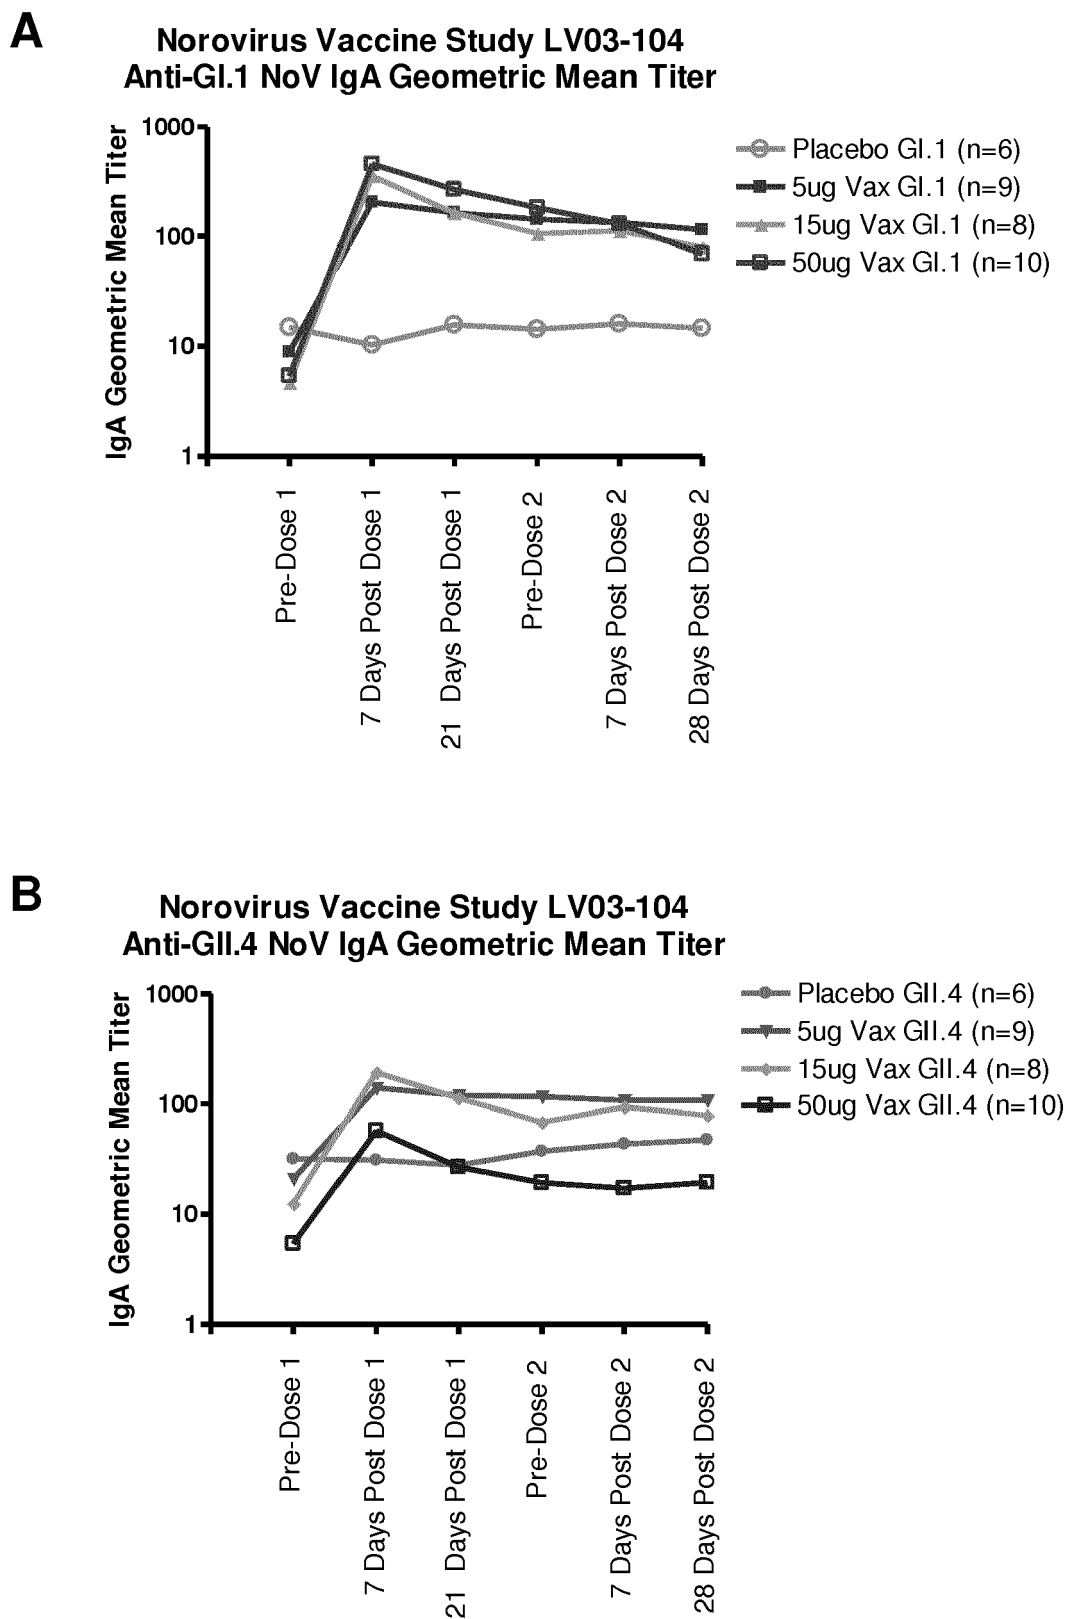 A
Norovirus Vaccine Study LV03-104
Anti-GI.1 NoV IgA Geometric Mean Titer
IgA Geometric Mean Titer
1000
100
10
1
Placebo GI.1 (n=6)
5ug Vax GI.1 (n=9)
15ug Vax GI.1 (n=8)
50ug Vax GI.1 (n=10)
Pre-Dose 1
7 Days Post Dose 1
21 Days Post Dose 1
Pre-Dose 2
7 Days Post Dose 2
28 Days Post Dose 2
B
Norovirus Vaccine Study LV03-104
Anti-GII.4 NoV IgA Geometric Mean Titer
IgA Geometric Mean Titer
1000
100
10
1
Placebo GII.4 (n=6)
5ug Vax GII.4 (n=9)
15ug Vax GII.4 (n=8)
50ug Vax GII.4 (n=10)
Pre-Dose 1
7 Days Post Dose 1
21 Days Post Dose 1
Pre-Dose 2
7 Days Post Dose 2
28 Days Post Dose 2